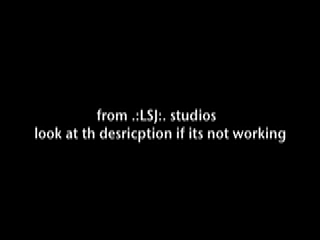 from .:LSJ:. studios
look at th desricption if its not working